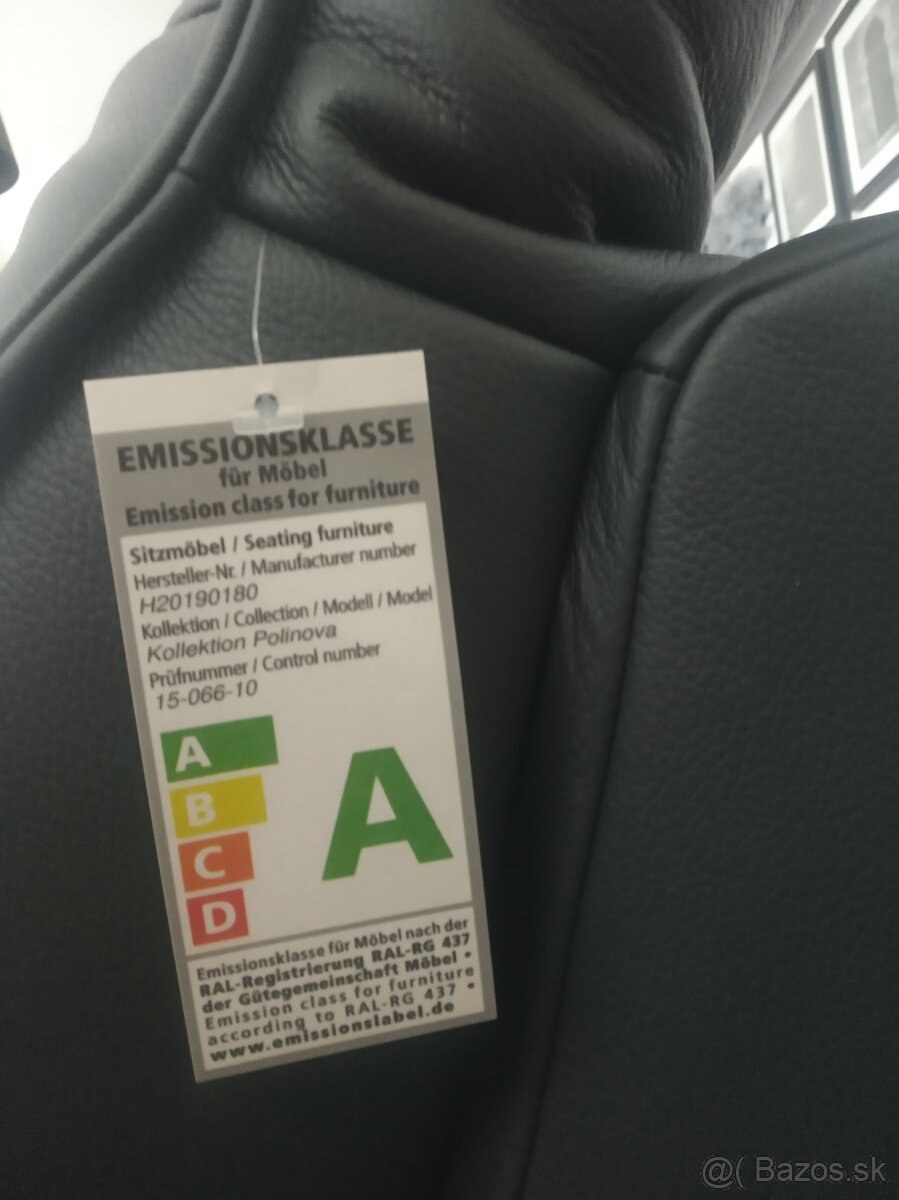 EMISSIONSKLASSE
für Möbel
Emission class for furniture
Sitzmöbel / Seating furniture
Hersteller-Nr. / Manufacturer number
H20190180
Kollektion / Collection / Modell / Model
Kollektion Polinova
Prüfnummer / Control number
15-066-10
A
B
C
D
A
Emissionsklasse für Möbel nach der
RAL-Registrierung RAL-RG 437
der Gütegemeinschaft Möbel •
Emission class for furniture
according to RAL-RG 437 •
www.emissionslabel.de
@( Bazos.sk